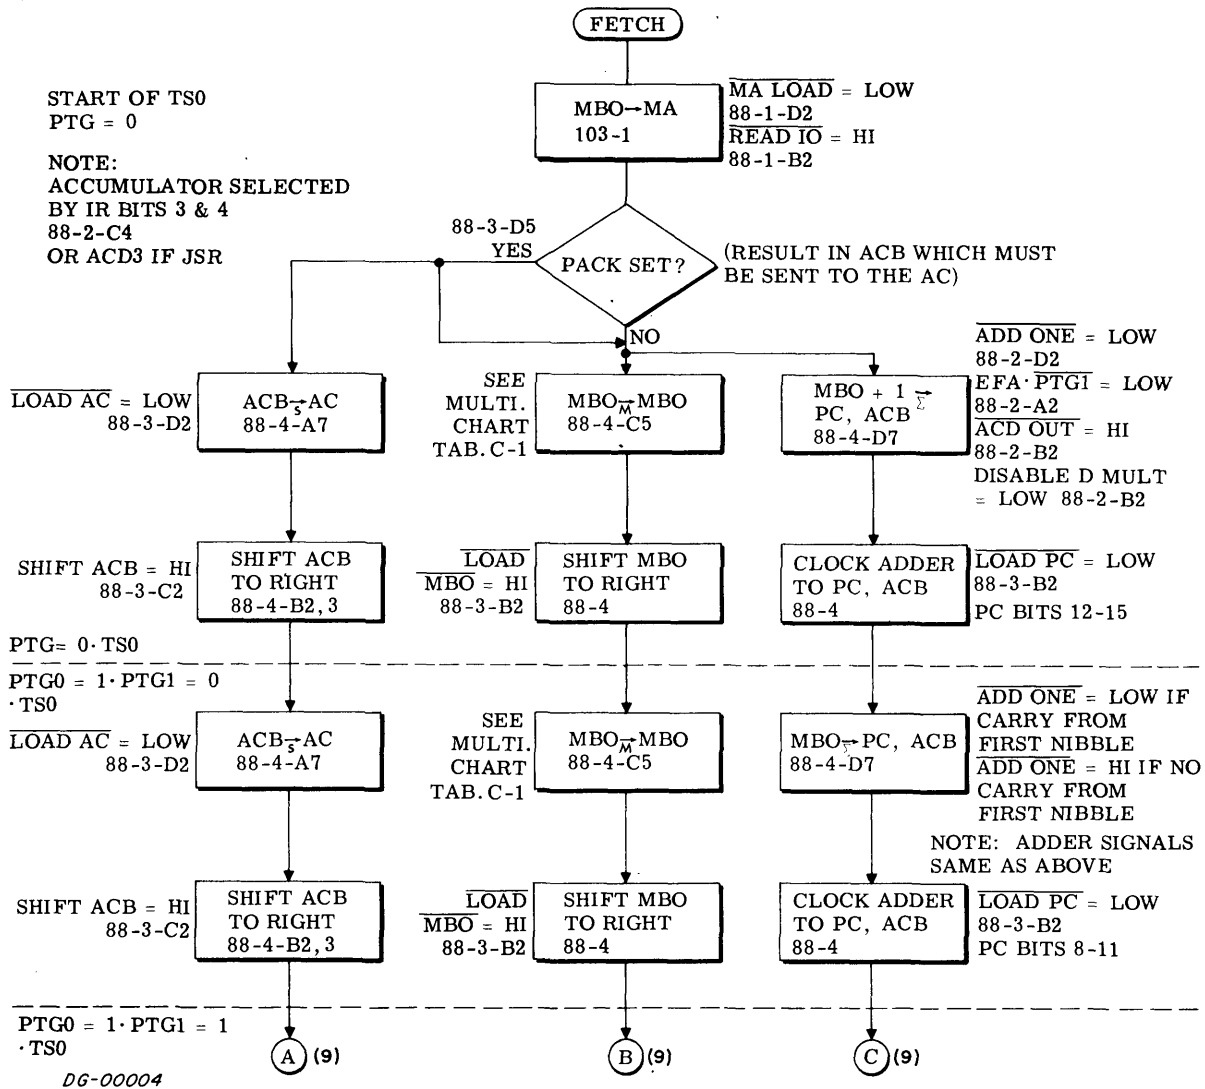 FETCH
START OF TS0
PTG = 0
NOTE:
ACCUMULATOR SELECTED
BY IR BITS 3 & 4
88-2-C4
OR ACD3 IF JSR
MBO→MA
103-1
MA LOAD = LOW
88-1-D2
READ IO = HI
88-1-B2
88-3-D5
YES
PACK SET?
(RESULT IN ACB WHICH MUST
BE SENT TO THE AC)
NO
LOAD AC = LOW
88-3-D2
ACB→AC
S
88-4-A7
SEE
MULTI.
CHART
TAB. C-1
MBO→MBO
M
88-4-C5
MBO + 1 →
Σ
PC, ACB
88-4-D7
ADD ONE = LOW
88-2-D2
EFA·PTG1 = LOW
88-2-A2
ACD OUT = HI
88-2-B2
DISABLE D MULT
= LOW 88-2-B2
SHIFT ACB = HI
88-3-C2
SHIFT ACB
TO RIGHT
88-4-B2,3
LOAD
MBO = HI
88-3-B2
SHIFT MBO
TO RIGHT
88-4
CLOCK ADDER
TO PC, ACB
88-4
LOAD PC = LOW
88-3-B2
PC BITS 12-15
PTG= 0·TS0
PTG0 = 1·PTG1 = 0
·TS0
LOAD AC = LOW
88-3-D2
ACB→AC
S
88-4-A7
SEE
MULTI.
CHART
TAB. C-1
MBO→MBO
M
88-4-C5
MBO→PC, ACB
Σ
88-4-D7
ADD ONE = LOW IF
CARRY FROM
FIRST NIBBLE
ADD ONE = HI IF NO
CARRY FROM
FIRST NIBBLE
NOTE: ADDER SIGNALS
SAME AS ABOVE
SHIFT ACB = HI
88-3-C2
SHIFT ACB
TO RIGHT
88-4-B2,3
LOAD
MBO = HI
88-3-B2
SHIFT MBO
TO RIGHT
88-4
CLOCK ADDER
TO PC, ACB
88-4
LOAD PC = LOW
88-3-B2
PC BITS 8-11
PTG0 = 1·PTG1 = 1
·TS0
A (9)
B (9)
C (9)
DG-00004